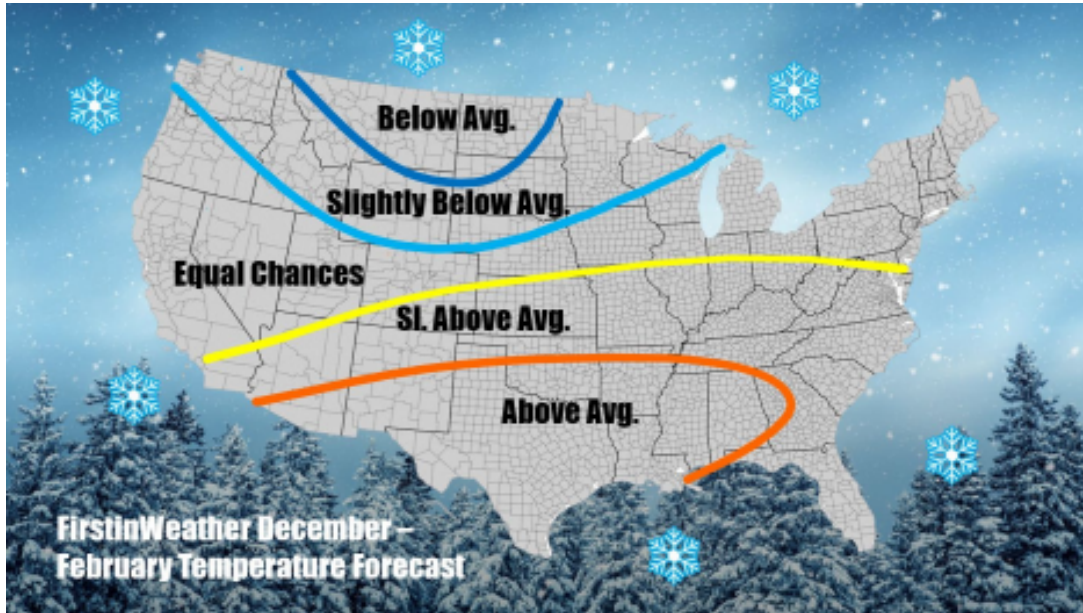 Below Avg.
Slightly Below Avg.
Equal Chances
Sl. Above Avg.
Above Avg.
FirstinWeather December –
February Temperature Forecast